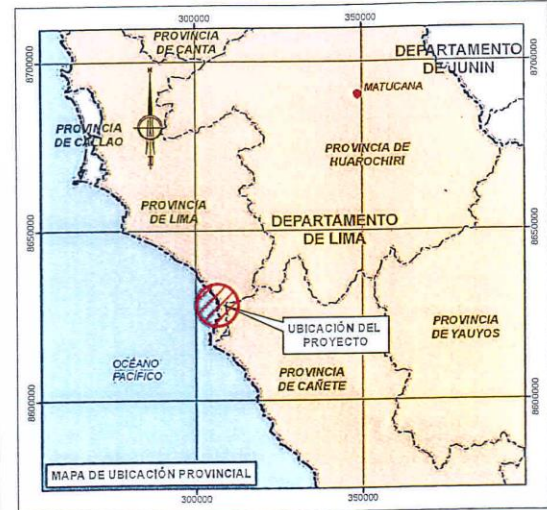 300000
350000
8700000
8700000
PROVINCIA
DE CANTA
DEPARTAMENTO
DE JUNIN
MATUCANA
PROVINCIA
DE CALLAO
PROVINCIA DE
HUAROCHIRI
PROVINCIA
DE LIMA
DEPARTAMENTO
DE LIMA
8650000
8650000
UBICACIÓN DEL
PROYECTO
PROVINCIA
DE YAUYOS
OCÉANO
PACÍFICO
PROVINCIA
DE CAÑETE
8600000
8600000
MAPA DE UBICACIÓN PROVINCIAL
300000
350000